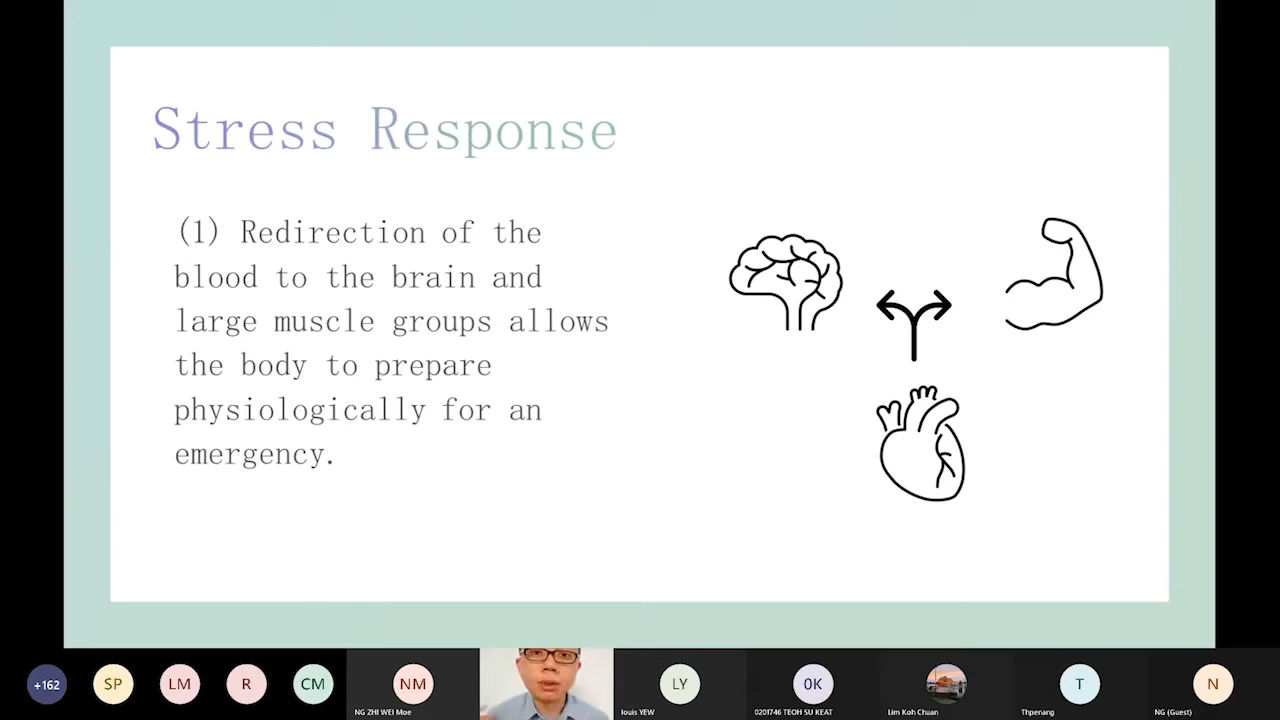 Stress Response
(1) Redirection of the
blood to the brain and
large muscle groups allows
the body to prepare
physiologically for an
emergency.
+162
SP
LM
R
CM
NM
NG ZHI WEI Moe
LY
louis YEW
0K
0201746 TEOH SU KEAT
Lim Koh Chuan
T
Thpenang
N
NG (Guest)